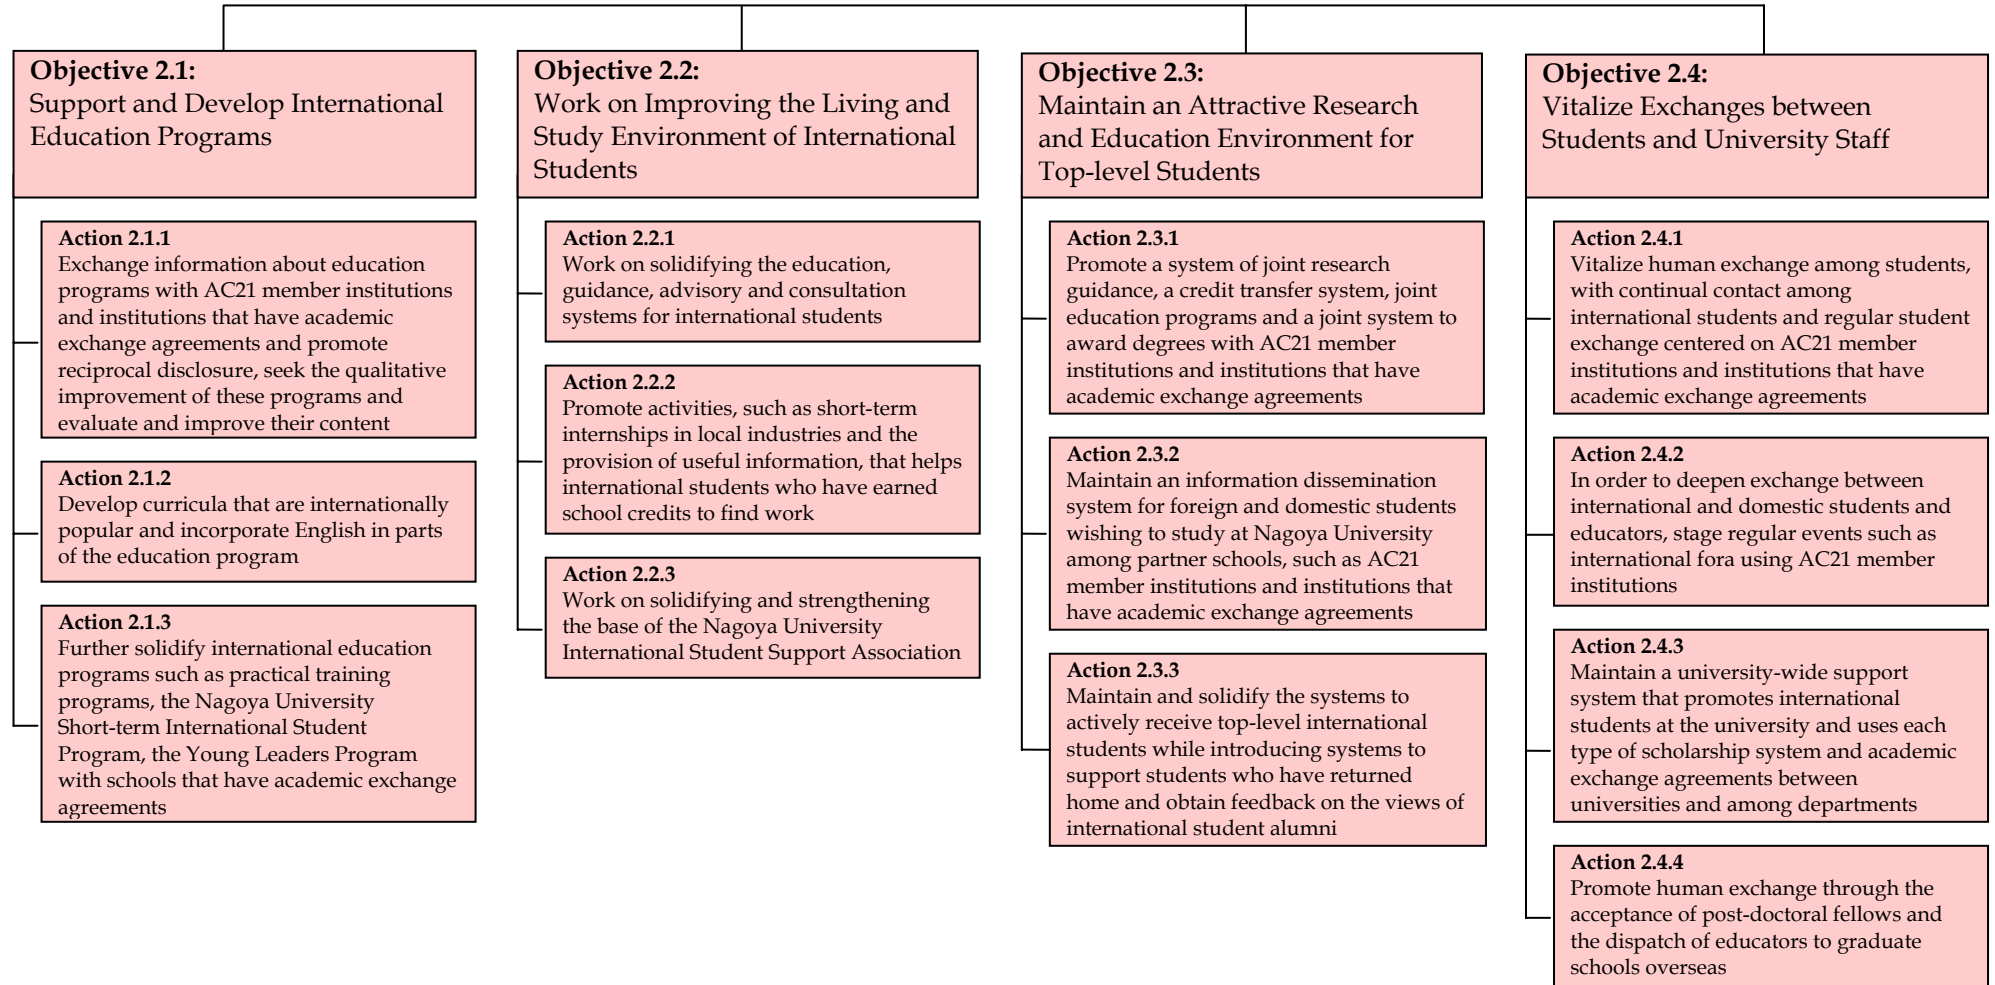 Objective 2.1:
Support and Develop International
Education Programs
Action 2.1.1
Exchange information about education
programs with AC21 member institutions
and institutions that have academic
exchange agreements and promote
reciprocal disclosure, seek the qualitative
improvement of these programs and
evaluate and improve their content
Action 2.1.2
Develop curricula that are internationally
popular and incorporate English in parts
of the education program
Action 2.1.3
Further solidify international education
programs such as practical training
programs, the Nagoya University
Short-term International Student
Program, the Young Leaders Program
with schools that have academic exchange
agreements
Objective 2.2:
Work on Improving the Living and
Study Environment of International
Students
Action 2.2.1
Work on solidifying the education,
guidance, advisory and consultation
systems for international students
Action 2.2.2
Promote activities, such as short-term
internships in local industries and the
provision of useful information, that helps
international students who have earned
school credits to find work
Action 2.2.3
Work on solidifying and strengthening
the base of the Nagoya University
International Student Support Association
Objective 2.3:
Maintain an Attractive Research
and Education Environment for
Top-level Students
Action 2.3.1
Promote a system of joint research
guidance, a credit transfer system, joint
education programs and a joint system to
award degrees with AC21 member
institutions and institutions that have
academic exchange agreements
Action 2.3.2
Maintain an information dissemination
system for foreign and domestic students
wishing to study at Nagoya University
among partner schools, such as AC21
member institutions and institutions that
have academic exchange agreements
Action 2.3.3
Maintain and solidify the systems to
actively receive top-level international
students while introducing systems to
support students who have returned
home and obtain feedback on the views of
international student alumni
Objective 2.4:
Vitalize Exchanges between
Students and University Staff
Action 2.4.1
Vitalize human exchange among students,
with continual contact among
international students and regular student
exchange centered on AC21 member
institutions and institutions that have
academic exchange agreements
Action 2.4.2
In order to deepen exchange between
international and domestic students and
educators, stage regular events such as
international fora using AC21 member
institutions
Action 2.4.3
Maintain a university-wide support
system that promotes international
students at the university and uses each
type of scholarship system and academic
exchange agreements between
universities and among departments
Action 2.4.4
Promote human exchange through the
acceptance of post-doctoral fellows and
the dispatch of educators to graduate
schools overseas